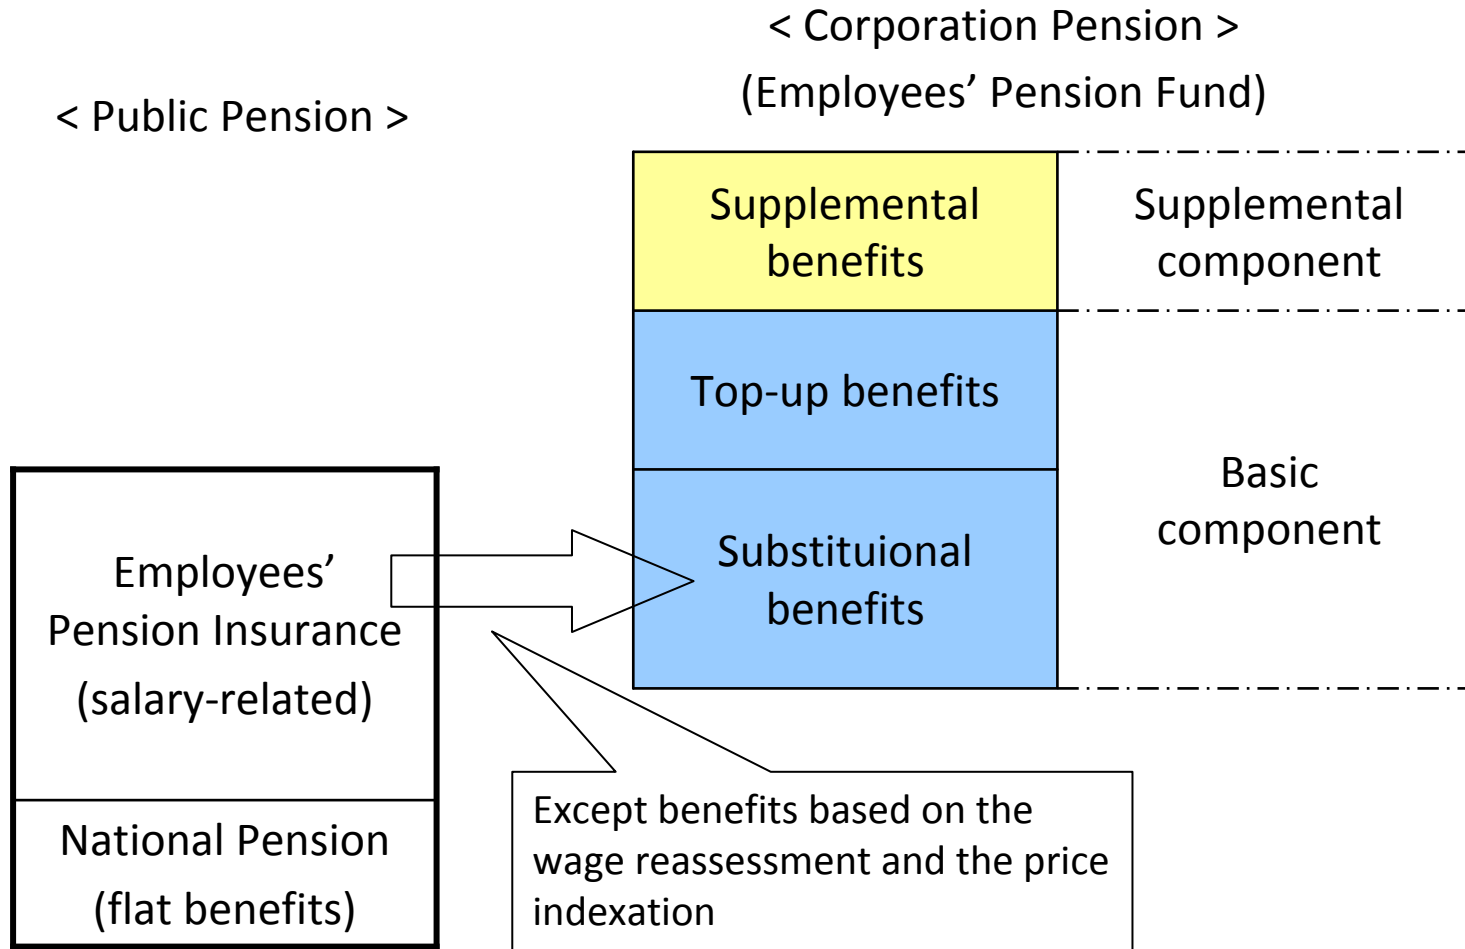 < Corporation Pension >
(Employees’ Pension Fund)
< Public Pension >
Supplemental
benefits
Supplemental
component
Top-up benefits
Basic
component
Substituional
benefits
Employees’
Pension Insurance
(salary-related)
National Pension
(flat benefits)
Except benefits based on the
wage reassessment and the price
indexation